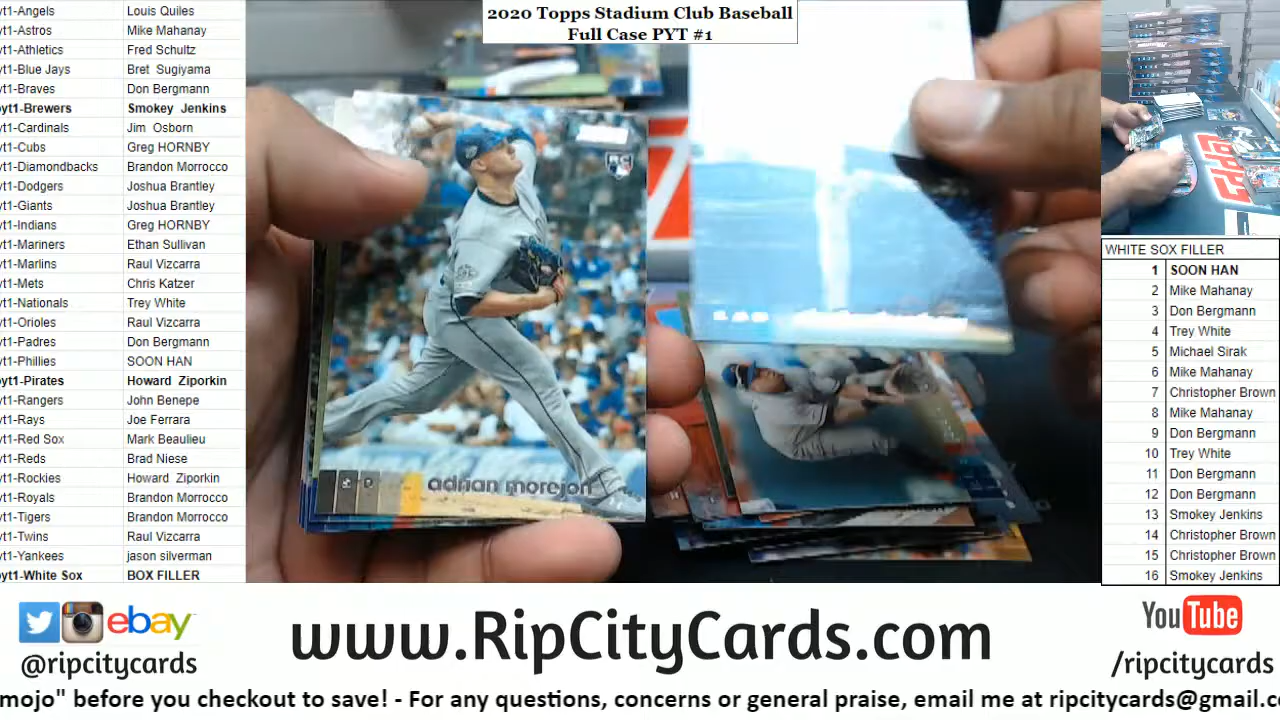 2020 Topps Stadium Club Baseball
Full Case PYT #1
yt1-Angels Louis Quiles
yt1-Astros Mike Mahanay
yt1-Athletics Fred Schultz
yt1-Blue Jays Bret Sugiyama
yt1-Braves Don Bergmann
yt1-Brewers Smokey Jenkins
yt1-Cardinals Jim Osborn
yt1-Cubs Greg HORNBY
yt1-Diamondbacks Brandon Morrocco
yt1-Dodgers Joshua Brantley
yt1-Giants Joshua Brantley
yt1-Indians Greg HORNBY
yt1-Mariners Ethan Sullivan
yt1-Marlins Raul Vizcarra
yt1-Mets Chris Katzer
yt1-Nationals Trey White
yt1-Orioles Raul Vizcarra
yt1-Padres Don Bergmann
yt1-Phillies SOON HAN
yt1-Pirates Howard Ziporkin
yt1-Rangers John Benepe
yt1-Rays Joe Ferrara
yt1-Red Sox Mark Beaulieu
yt1-Reds Brad Niese
yt1-Rockies Howard Ziporkin
yt1-Royals Brandon Morrocco
yt1-Tigers Brandon Morrocco
yt1-Twins Raul Vizcarra
yt1-Yankees jason silverman
yt1-White Sox BOX FILLER
RC
adrian morejon
TOPPS
WHITE SOX FILLER
1 SOON HAN
2 Mike Mahanay
3 Don Bergmann
4 Trey White
5 Michael Sirak
6 Mike Mahanay
7 Christopher Brown
8 Mike Mahanay
9 Don Bergmann
10 Trey White
11 Don Bergmann
12 Don Bergmann
13 Smokey Jenkins
14 Christopher Brown
15 Christopher Brown
16 Smokey Jenkins
ebay
@ripcitycards
www.RipCityCards.com
YouTube
/ripcitycards
mojo" before you checkout to save! - For any questions, concerns or general praise, email me at ripcitycards@gmail.c